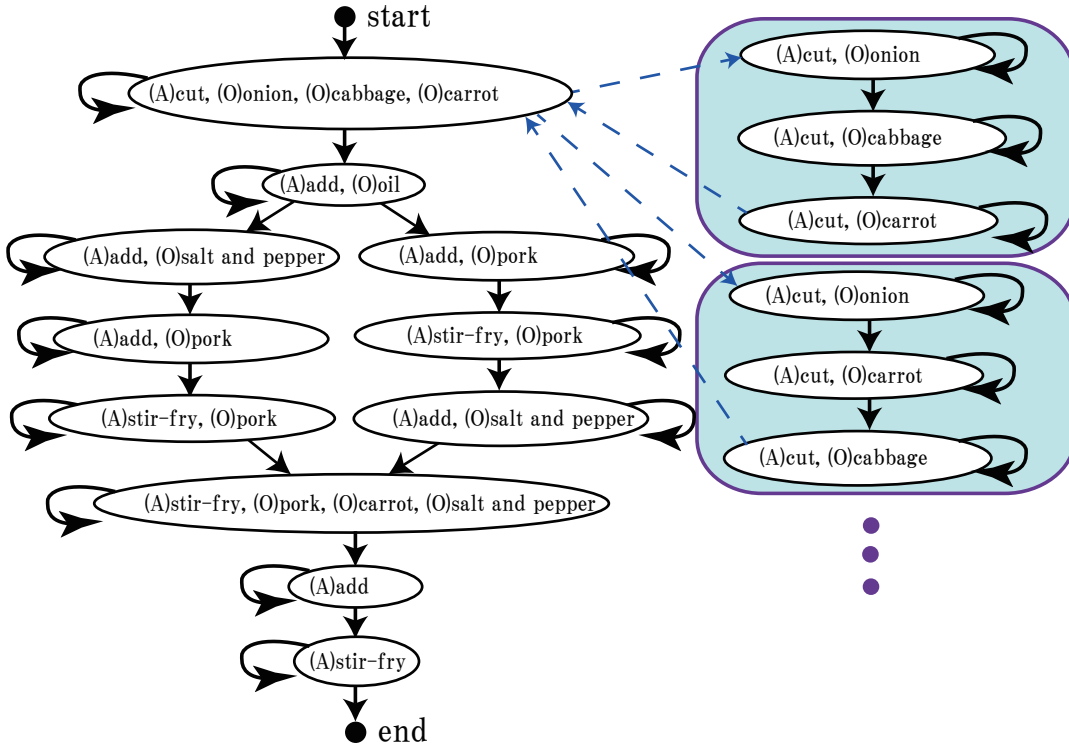 start
(A)cut, (O)onion, (O)cabbage, (O)carrot
(A)add, (O)oil
(A)add, (O)salt and pepper
(A)add, (O)pork
(A)stir-fry, (O)pork
(A)add, (O)pork
(A)stir-fry, (O)pork
(A)add, (O)salt and pepper
(A)stir-fry, (O)pork, (O)carrot, (O)salt and pepper
(A)add
(A)stir-fry
end
(A)cut, (O)onion
(A)cut, (O)cabbage
(A)cut, (O)carrot
(A)cut, (O)onion
(A)cut, (O)carrot
(A)cut, (O)cabbage